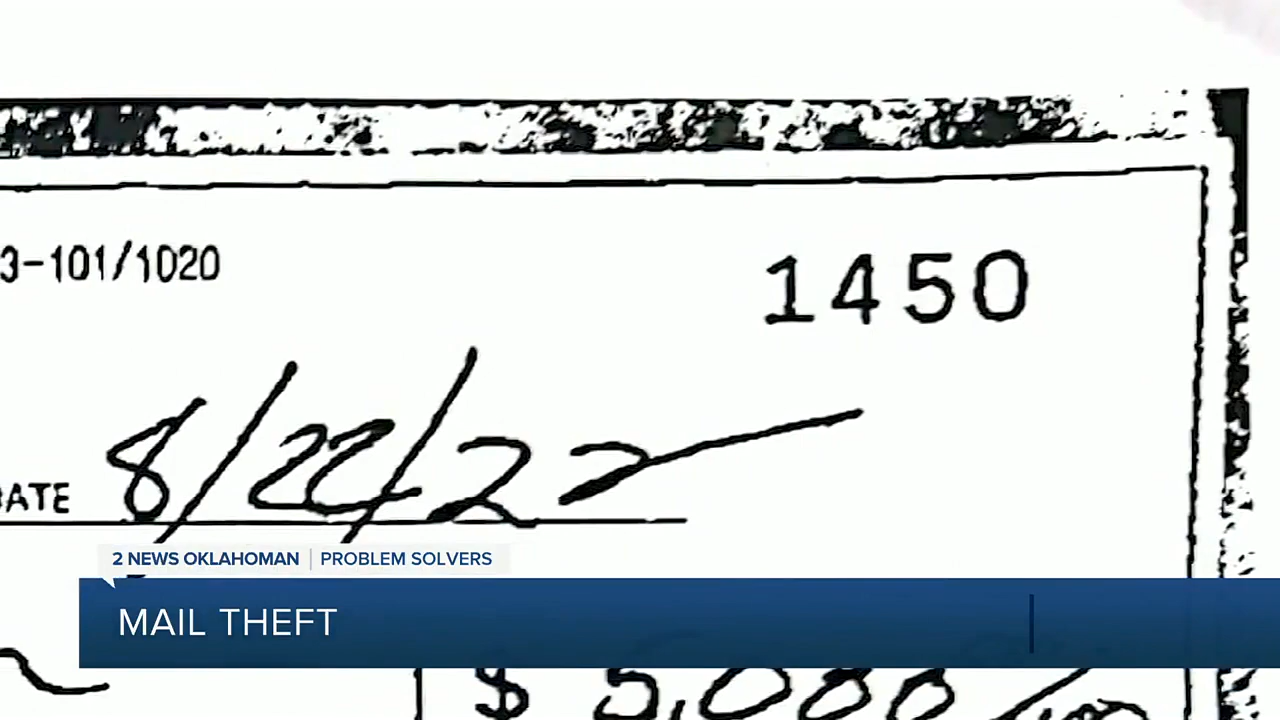 3-101/1020
1450
DATE 8/22/22
2 NEWS OKLAHOMAN | PROBLEM SOLVERS
MAIL THEFT
$